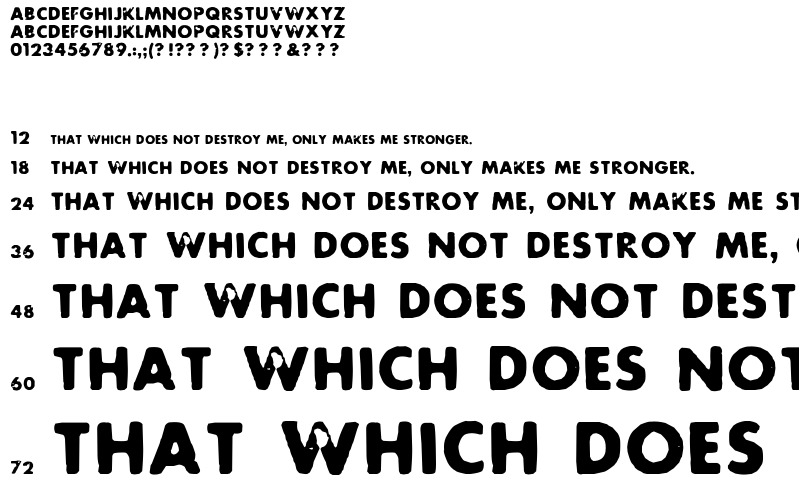 ABCDEFGHIJKLMNOPQRSTUVWXYZ
ABCDEFGHIJKLMNOPQRSTUVWXYZ
0123456789.:,;(?!???)?$???&???
12 THAT WHICH DOES NOT DESTROY ME, ONLY MAKES ME STRONGER.
18 THAT WHICH DOES NOT DESTROY ME, ONLY MAKES ME STRONGER.
24 THAT WHICH DOES NOT DESTROY ME, ONLY MAKES ME ST
36 THAT WHICH DOES NOT DESTROY ME,
48 THAT WHICH DOES NOT DEST
60 THAT WHICH DOES NOT
72 THAT WHICH DOES